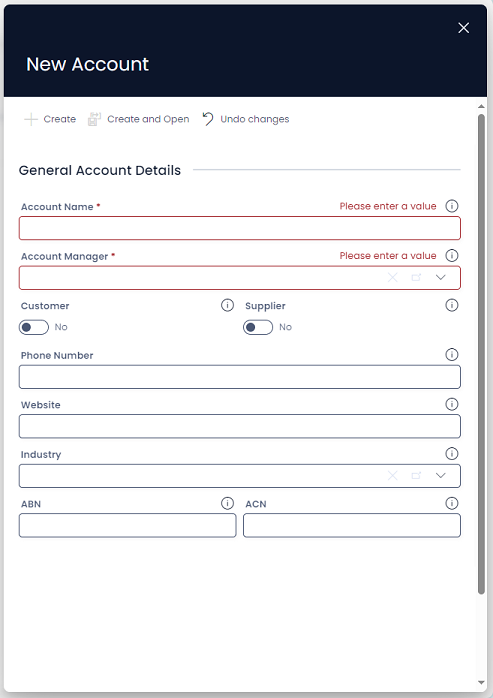 New Account
Create Create and Open Undo changes
General Account Details
Account Name * Please enter a value
Account Manager * Please enter a value
Customer Supplier
No No
Phone Number
Website
Industry
ABN ACN